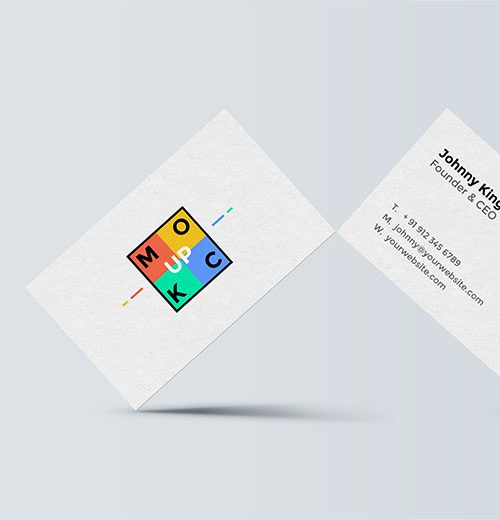 M O
UP
K C
Johnny King
Founder & CEO
T. + 91 912 345 6789
M. johnny@yourwebsite.com
W. yourwebsite.com